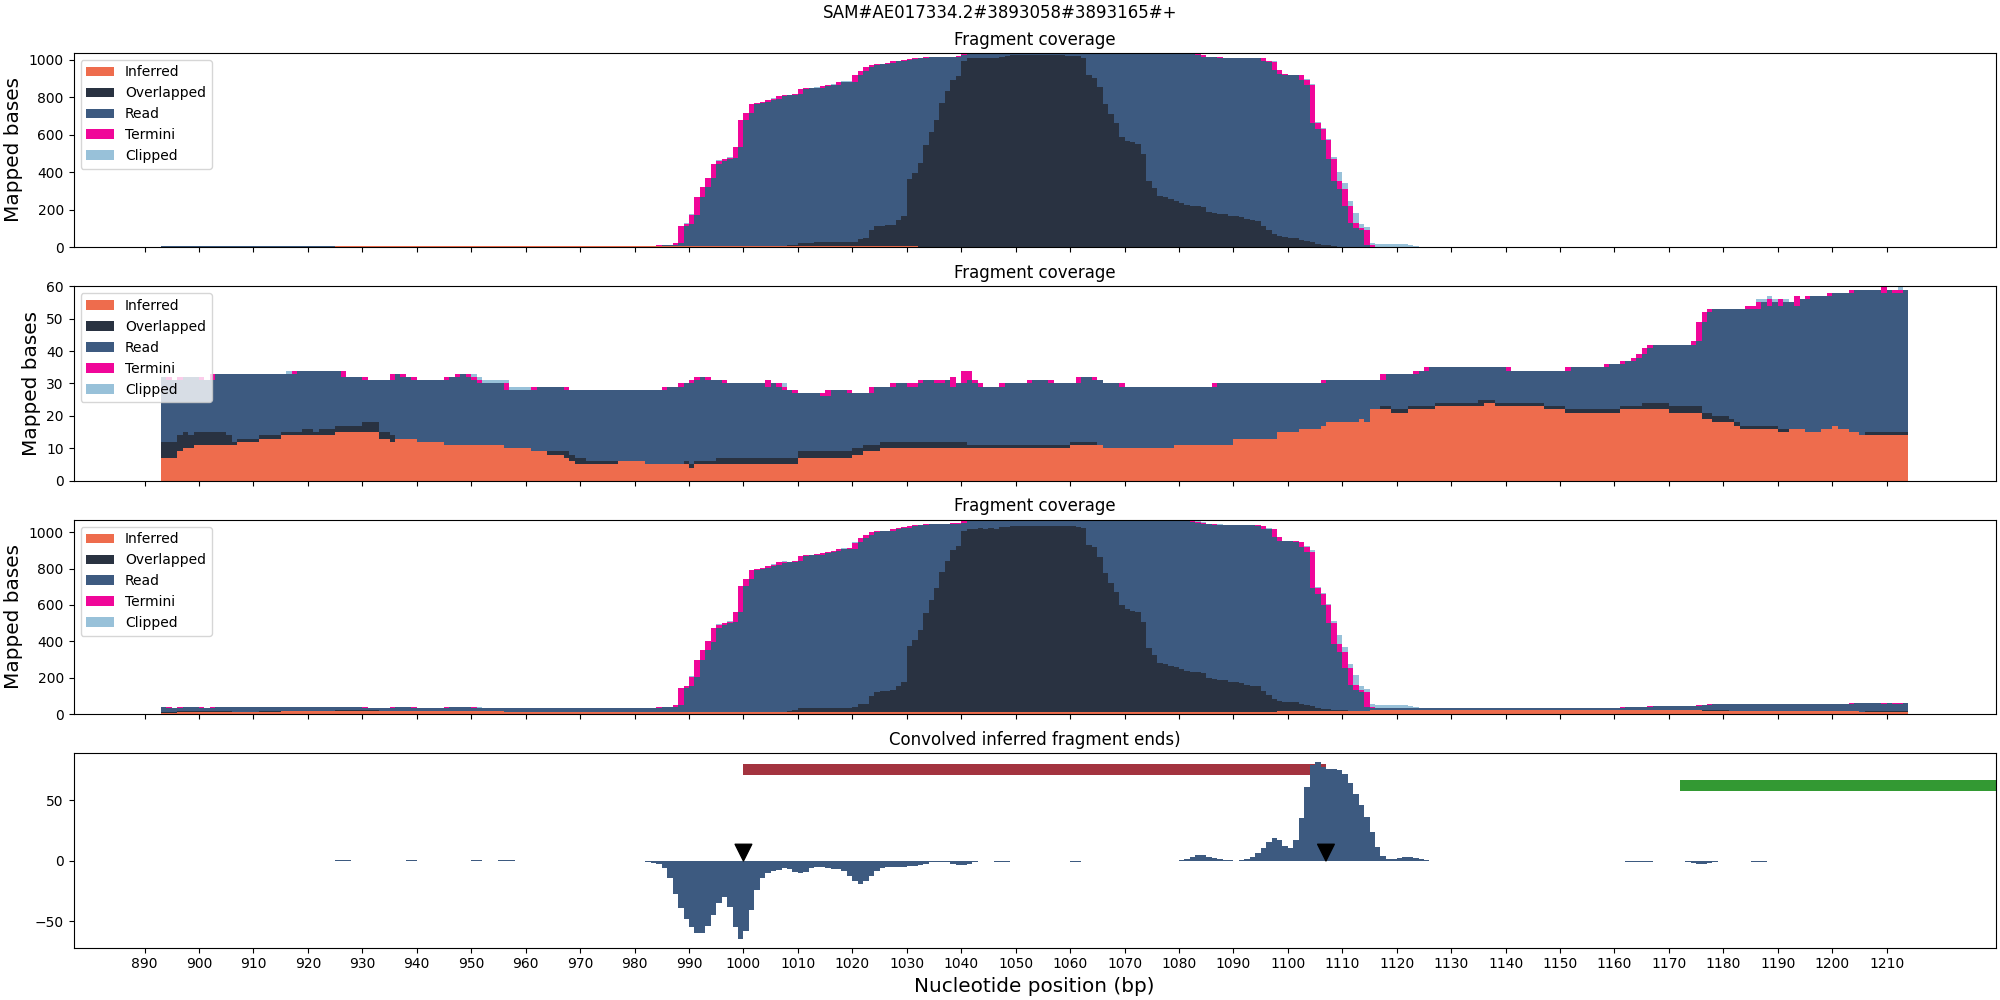 SAM#AE017334.2#3893058#3893165#+
Fragment coverage
Mapped bases
1000
800
600
400
200
0
Inferred
Overlapped
Read
Termini
Clipped
Fragment coverage
Mapped bases
60
50
40
30
20
10
0
Inferred
Overlapped
Read
Termini
Clipped
Fragment coverage
Mapped bases
1000
800
600
400
200
0
Inferred
Overlapped
Read
Termini
Clipped
Convolved inferred fragment ends)
50
0
−50
890 900 910 920 930 940 950 960 970 980 990 1000 1010 1020 1030 1040 1050 1060 1070 1080 1090 1100 1110 1120 1130 1140 1150 1160 1170 1180 1190 1200 1210
Nucleotide position (bp)